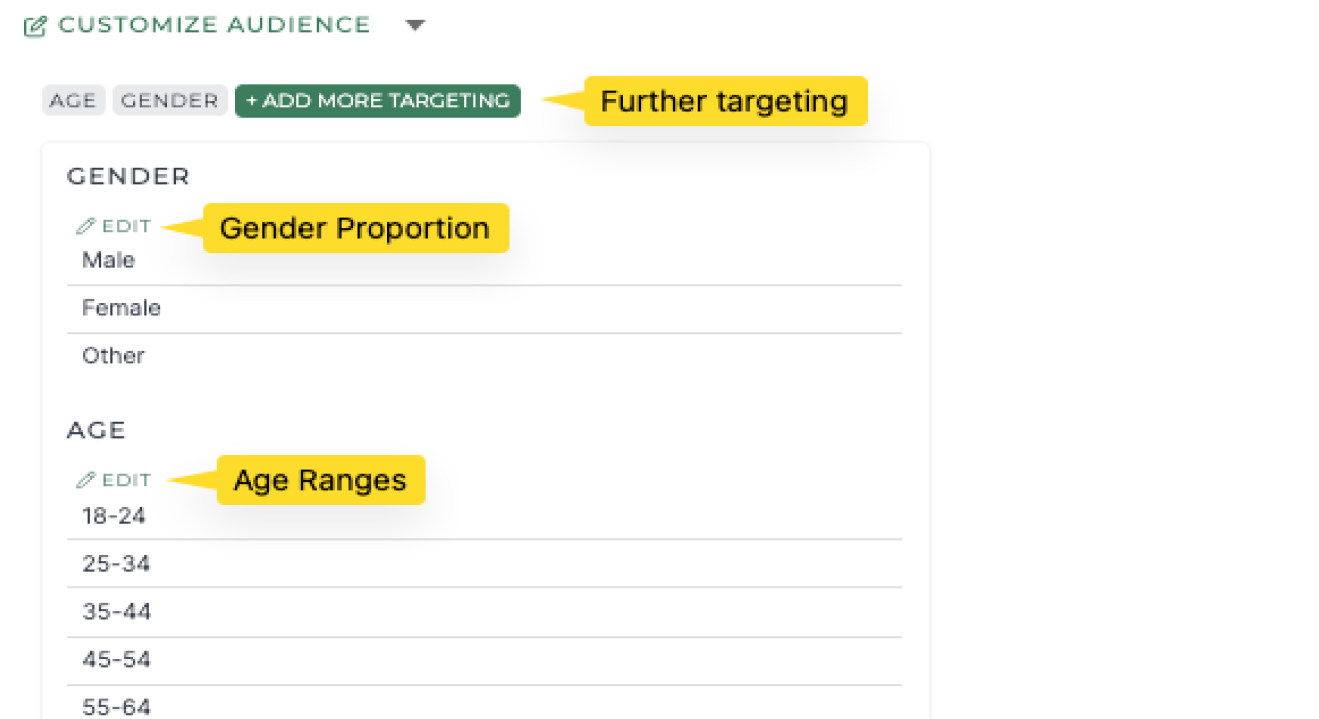 CUSTOMIZE AUDIENCE
AGE GENDER + ADD MORE TARGETING Further targeting
GENDER
EDIT Gender Proportion
Male
Female
Other
AGE
EDIT Age Ranges
18-24
25-34
35-44
45-54
55-64